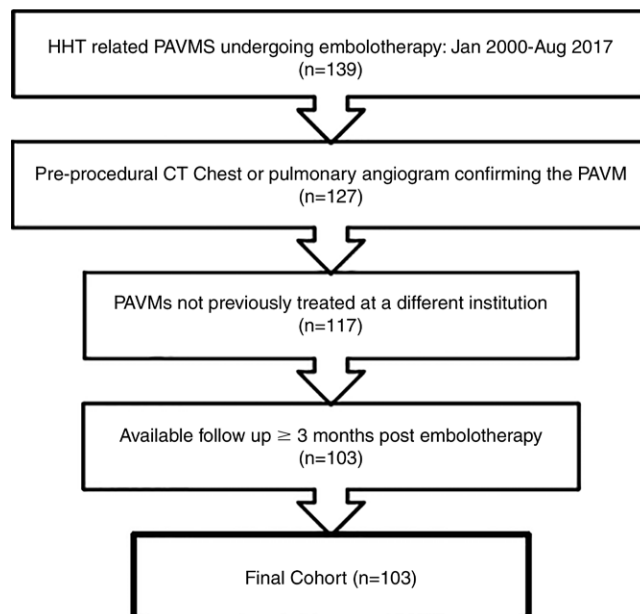 HHT related PAVMS undergoing embolotherapy: Jan 2000-Aug 2017
(n=139)
Pre-procedural CT Chest or pulmonary angiogram confirming the PAVM
(n=127)
PAVMs not previously treated at a different institution
(n=117)
Available follow up ≥ 3 months post embolotherapy
(n=103)
Final Cohort (n=103)